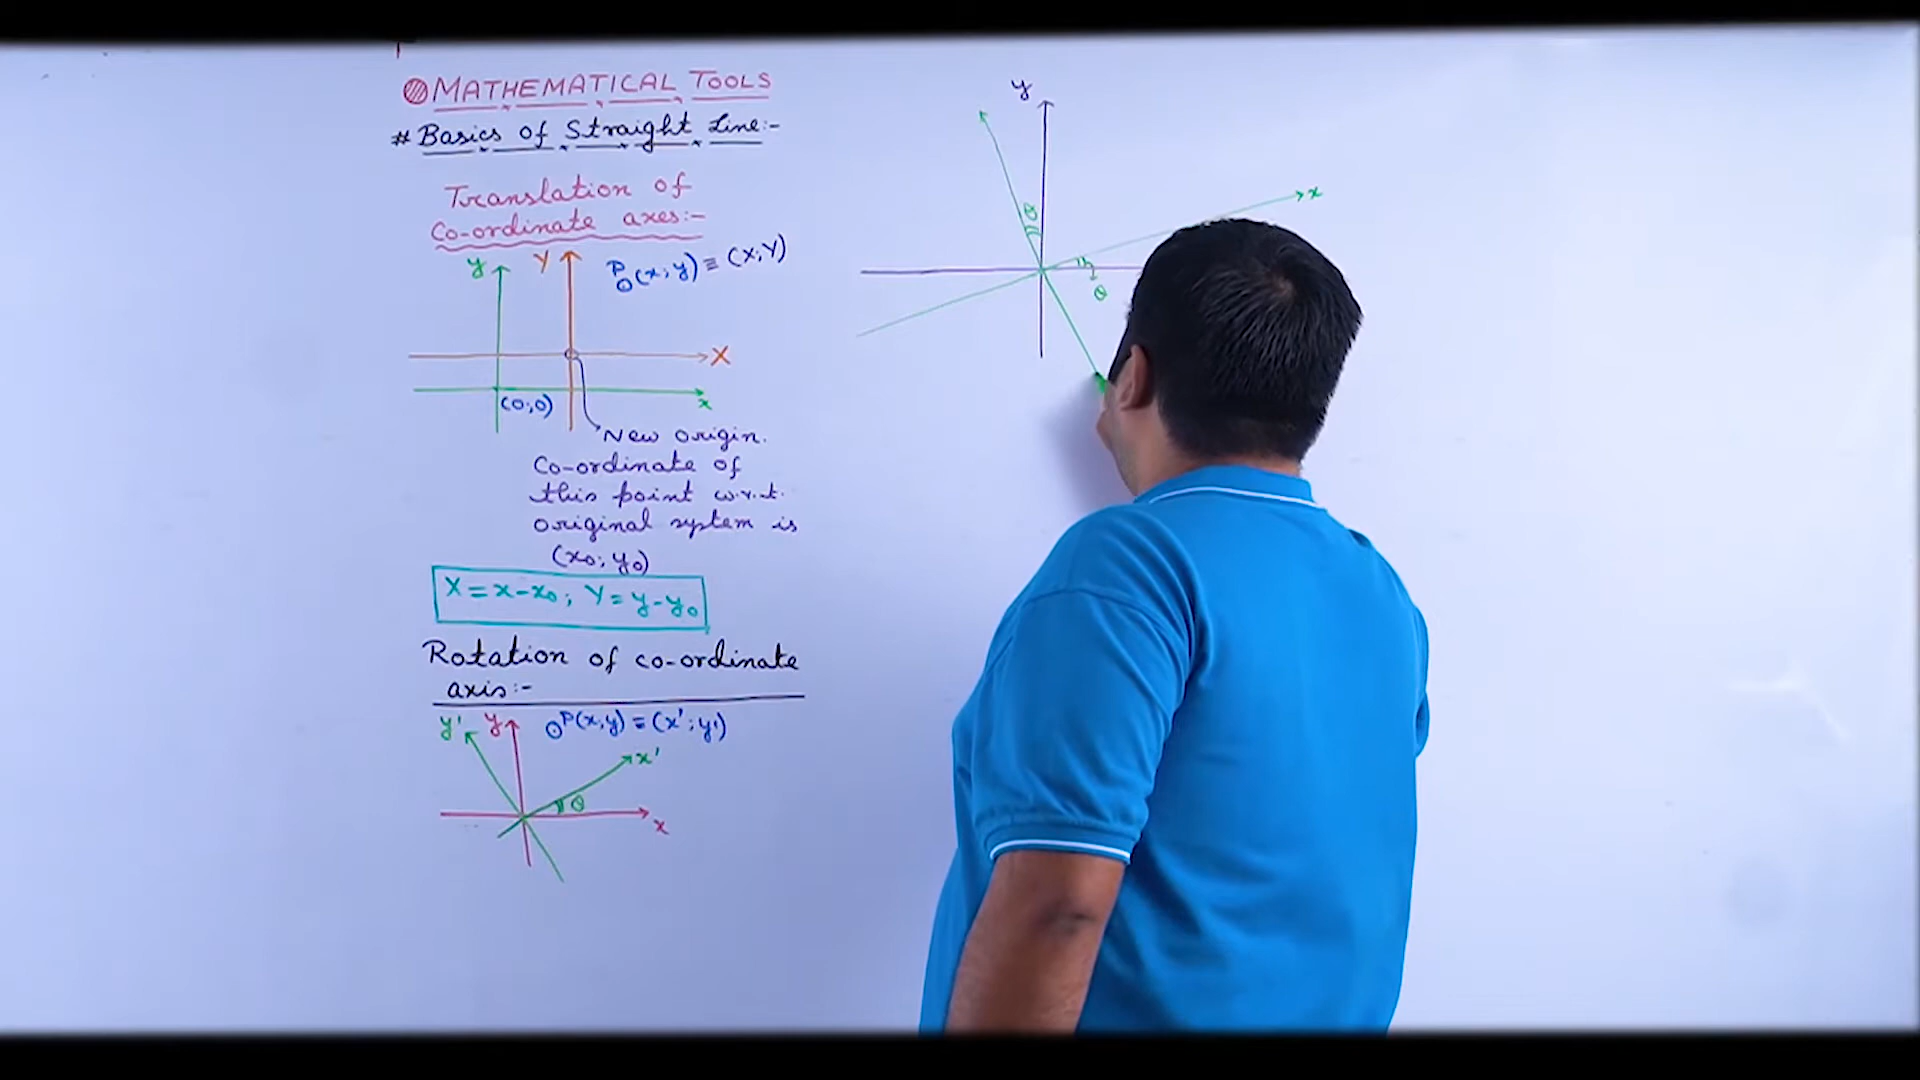 MATHEMATICAL TOOLS
# Basics of Straight Line:-
Translation of
Co-ordinate axes:-
y Y P(x, y) ≡ (X, Y)
X
(0,0) x
New origin.
Co-ordinate of
this point w.r.t.
original system is
(x₀, y₀)
X = x-x₀ ; Y = y-y₀
Rotation of co-ordinate
axis:-
y' y P(x,y) ≡ (x', y')
x'
θ
x
y
x
θ
θ